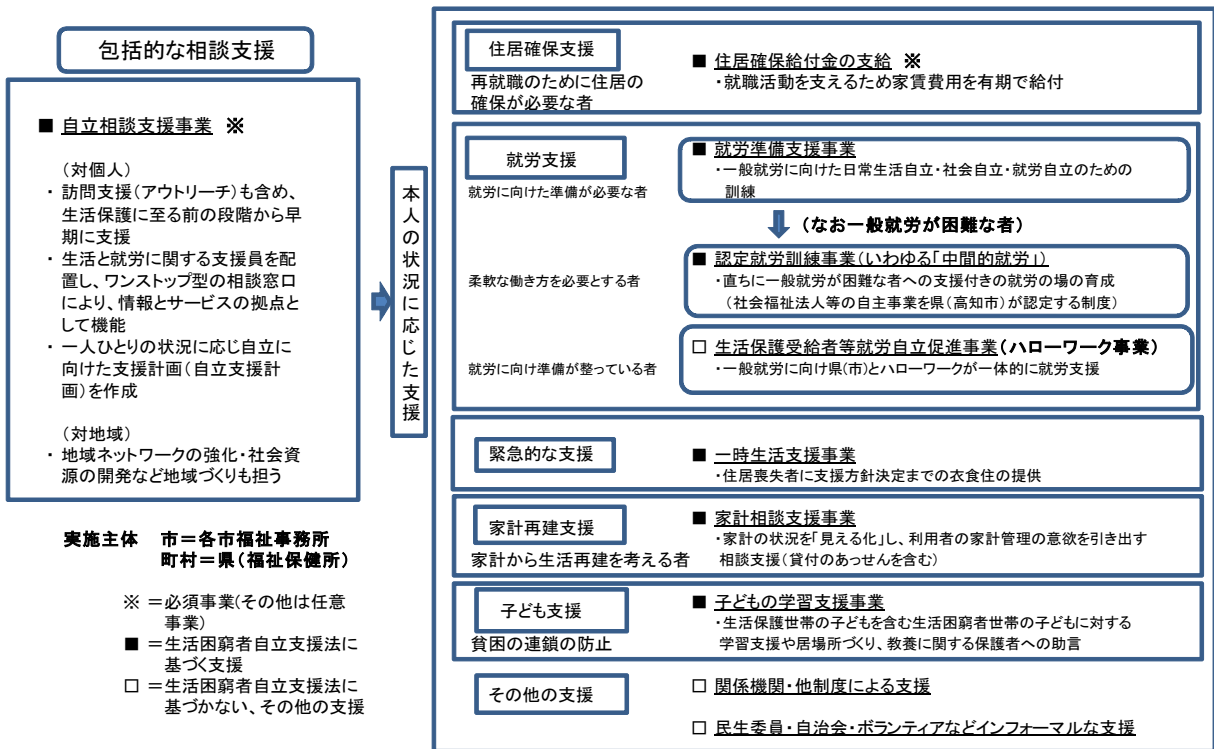 包括的な相談支援
■ 自立相談支援事業 ※
（対個人）
・ 訪問支援（アウトリーチ）も含め、
生活保護に至る前の段階から早
期に支援
・ 生活と就労に関する支援員を配
置し、ワンストップ型の相談窓口
により、情報とサービスの拠点と
して機能
・ 一人ひとりの状況に応じ自立に
向けた支援計画（自立支援計
画）を作成
（対地域）
・ 地域ネットワークの強化・社会資
源の開発など地域づくりも担う
実施主体 市＝各市福祉事務所
町村＝県（福祉保健所）
※ ＝必須事業(その他は任意
事業）
■ ＝生活困窮者自立支援法に
基づく支援
□ ＝生活困窮者自立支援法に
基づかない、その他の支援
本人の状況に応じた支援
住居確保支援
再就職のために住居の
確保が必要な者
■ 住居確保給付金の支給 ※
・就職活動を支えるため家賃費用を有期で給付
就労支援
就労に向けた準備が必要な者
■ 就労準備支援事業
・一般就労に向けた日常生活自立・社会自立・就労自立のための
訓練
（なお一般就労が困難な者）
柔軟な働き方を必要とする者
■ 認定就労訓練事業（いわゆる「中間的就労」）
・直ちに一般就労が困難な者への支援付きの就労の場の育成
（社会福祉法人等の自主事業を県（高知市）が認定する制度）
就労に向け準備が整っている者
□ 生活保護受給者等就労自立促進事業（ハローワーク事業）
・一般就労に向け県(市)とハローワークが一体的に就労支援
緊急的な支援
■ 一時生活支援事業
・住居喪失者に支援方針決定までの衣食住の提供
家計再建支援
家計から生活再建を考える者
■ 家計相談支援事業
・家計の状況を「見える化」し、利用者の家計管理の意欲を引き出す
相談支援（貸付のあっせんを含む）
子ども支援
貧困の連鎖の防止
■ 子どもの学習支援事業
・生活保護世帯の子どもを含む生活困窮者世帯の子どもに対する
学習支援や居場所づくり、教養に関する保護者への助言
その他の支援
□ 関係機関・他制度による支援
□ 民生委員・自治会・ボランティアなどインフォーマルな支援